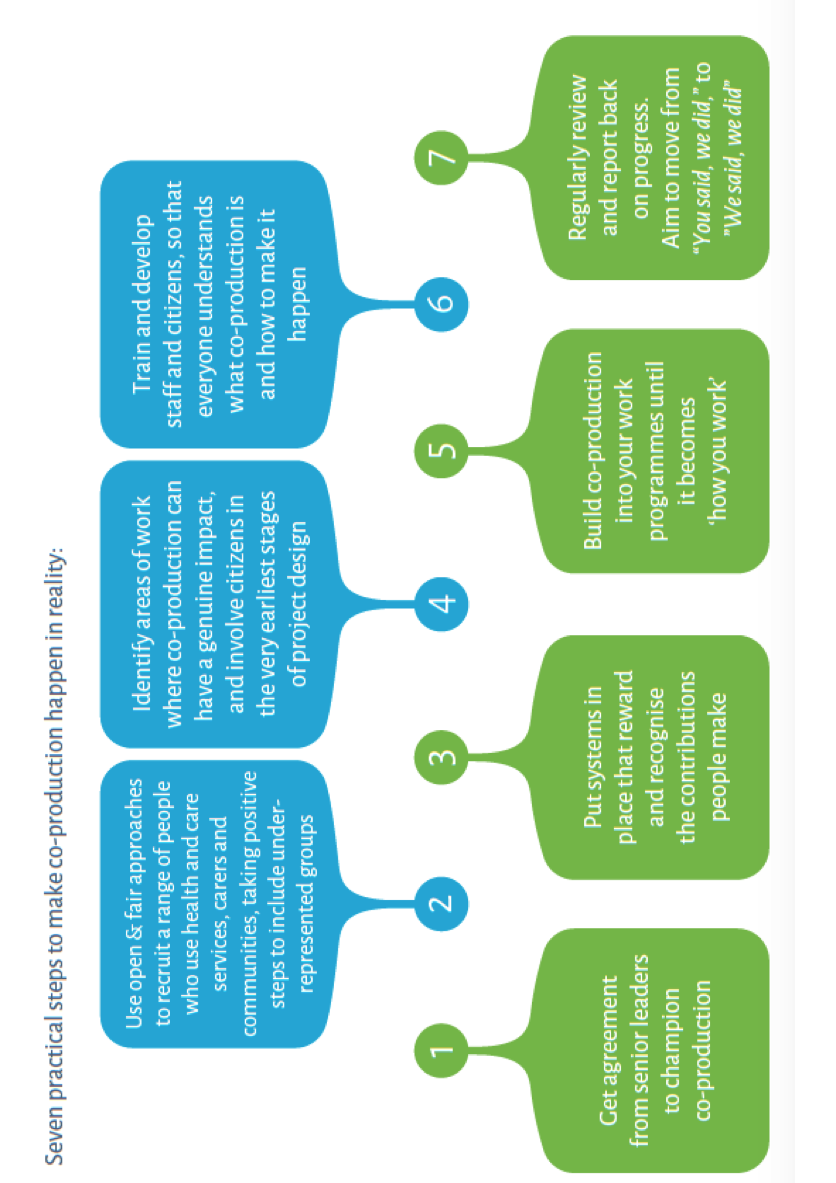 Seven practical steps to make co-production happen in reality:
1
Get agreement
from senior leaders
to champion
co-production
2
Use open & fair approaches
to recruit a range of people
who use health and care
services, carers and
communities, taking positive
steps to include under-
represented groups
3
Put systems in
place that reward
and recognise
the contributions
people make
4
Identify areas of work
where co-production can
have a genuine impact,
and involve citizens in
the very earliest stages
of project design
5
Build co-production
into your work
programmes until
it becomes
‘how you work’
6
Train and develop
staff and citizens, so that
everyone understands
what co-production is
and how to make it
happen
7
Regularly review
and report back
on progress.
Aim to move from
“You said, we did,” to
”We said, we did”